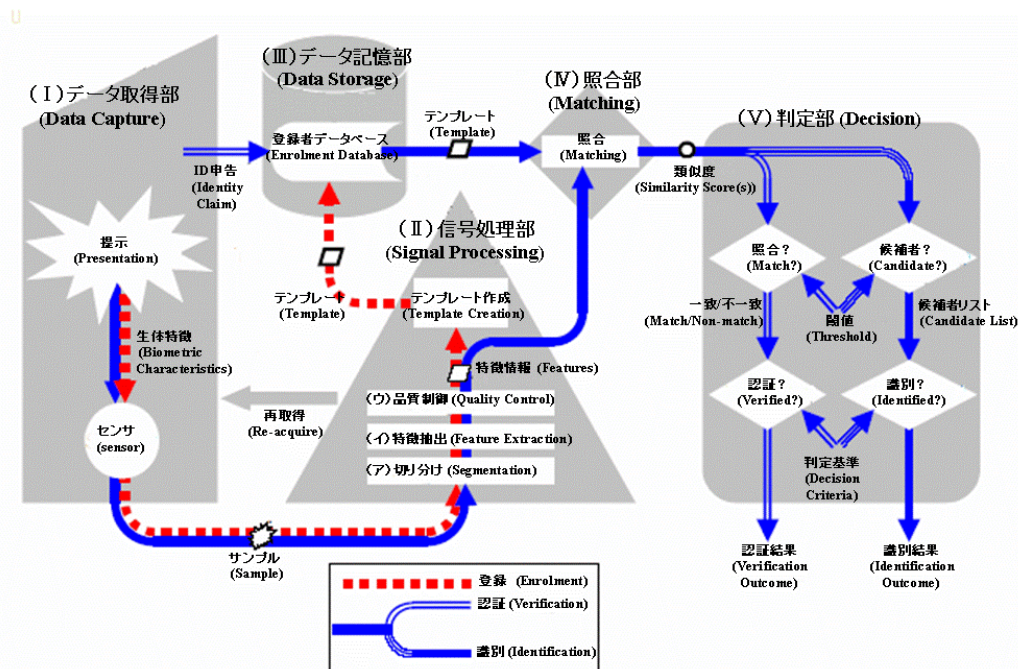 U
(Ⅰ)データ取得部
(Data Capture)
(Ⅲ)データ記憶部
(Data Storage)
(Ⅳ)照合部
(Matching)
(Ⅴ)判定部 (Decision)
登録者データベース
(Enrolment Database)
テンプレート
(Template)
照合
(Matching)
類似度
(Similarity Score(s))
ID申告
(Identity
Claim)
提示
(Presentation)
(Ⅱ)信号処理部
(Signal Processing)
照合?
(Match?)
候補者?
(Candidate?)
テンプレート
(Template)
テンプレート作成
(Template Creation)
一致/不一致
(Match/Non-match)
閾値
(Threshold)
候補者リスト
(Candidate List)
生体特徴
(Biometric
Characteristics)
特徴情報 (Features)
認証?
(Verified?)
識別?
(Identified?)
センサ
(sensor)
再取得
(Re-acquire)
(ウ)品質制御 (Quality Control)
(イ)特徴抽出 (Feature Extraction)
(ア)切り分け (Segmentation)
判定基準
(Decision
Criteria)
サンプル
(Sample)
認証結果
(Verification
Outcome)
識別結果
(Identification
Outcome)
登録 (Enrolment)
認証 (Verification)
識別 (Identification)